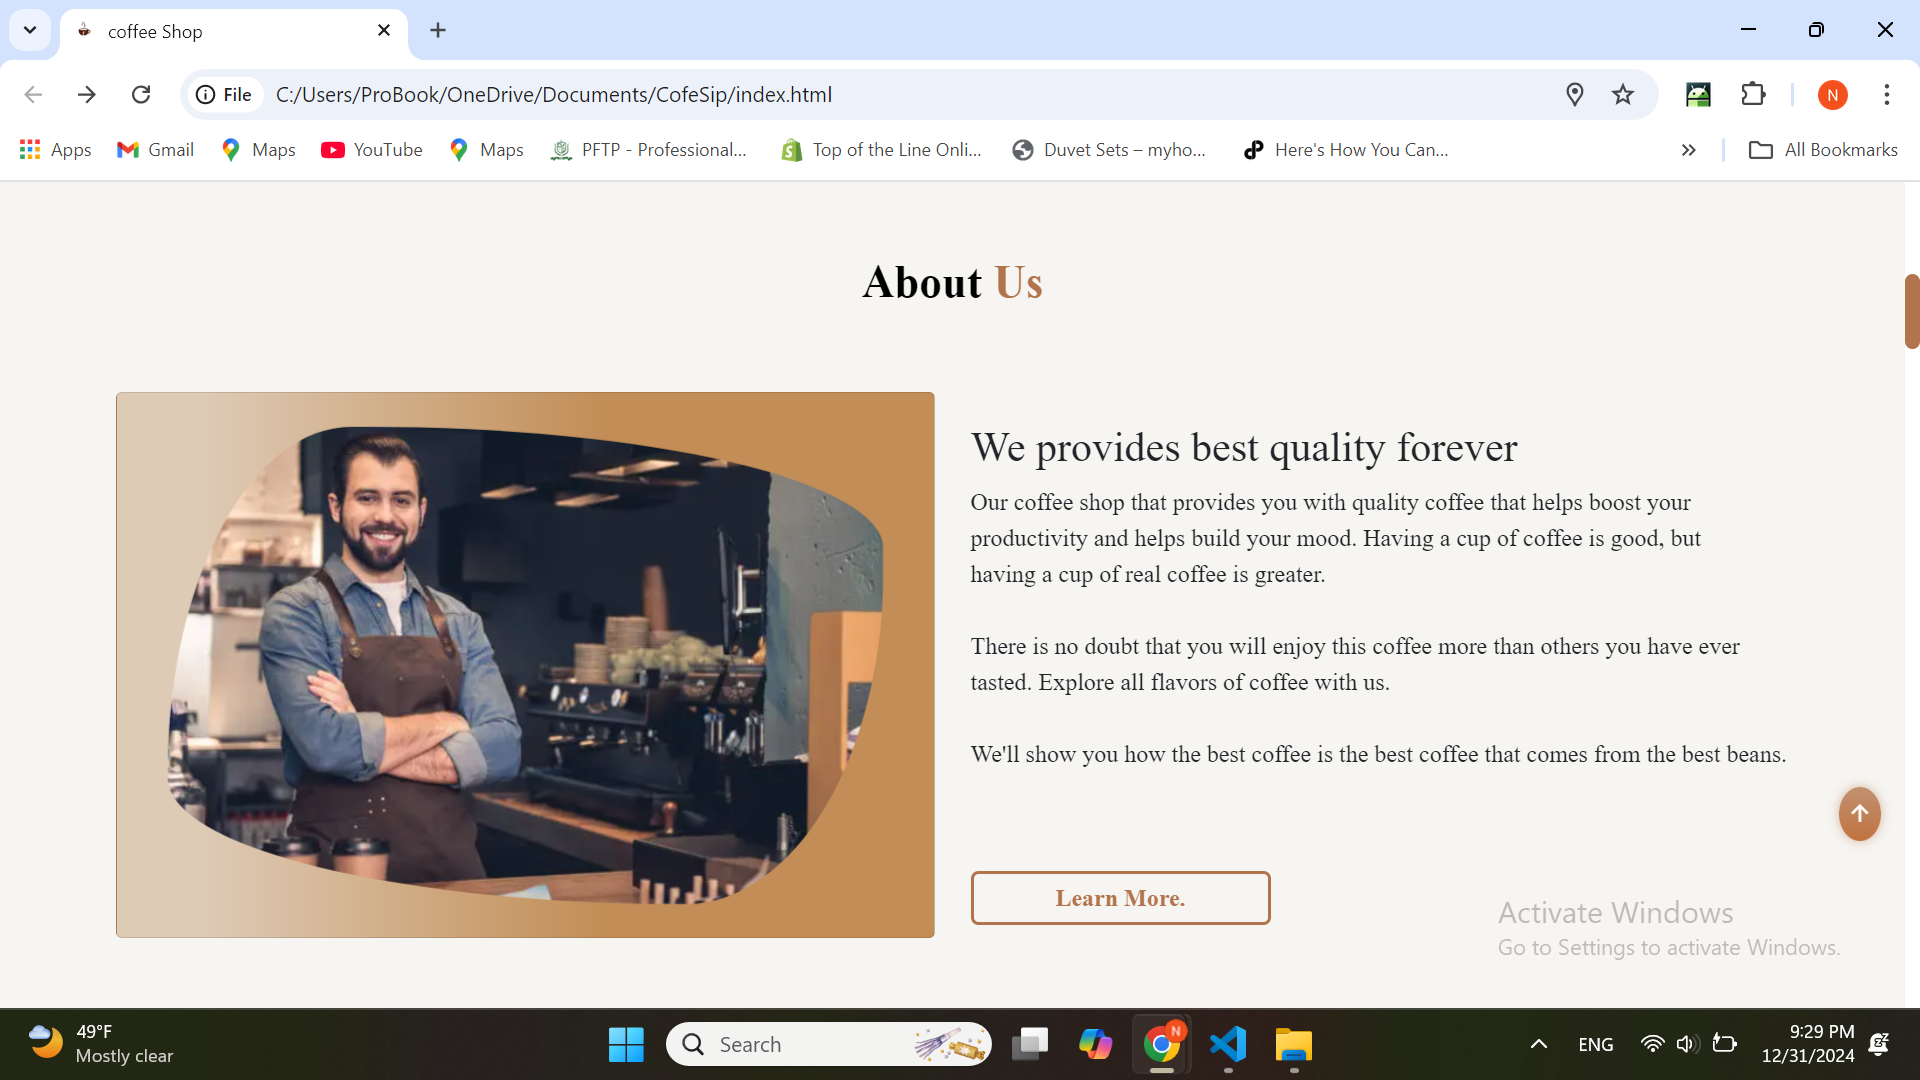 coffee Shop
File
C:/Users/ProBook/OneDrive/Documents/CofeSip/index.html
N
Apps
Gmail
Maps
YouTube
Maps
PFTP - Professional...
Top of the Line Onli...
Duvet Sets – myho...
Here's How You Can...
All Bookmarks
About Us
We provides best quality forever
Our coffee shop that provides you with quality coffee that helps boost your
productivity and helps build your mood. Having a cup of coffee is good, but
having a cup of real coffee is greater.
There is no doubt that you will enjoy this coffee more than others you have ever
tasted. Explore all flavors of coffee with us.
We'll show you how the best coffee is the best coffee that comes from the best beans.
Learn More.
Activate Windows
Go to Settings to activate Windows.
49°F
Mostly clear
Search
N
ENG
9:29 PM
12/31/2024